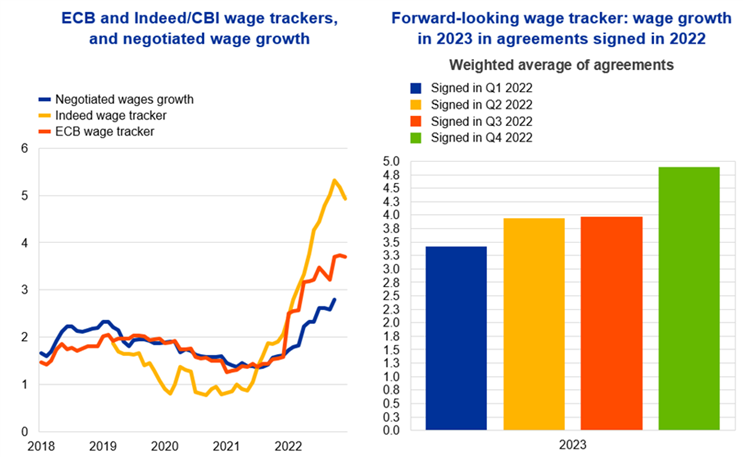 ECB and Indeed/CBI wage trackers,
and negotiated wage growth
Negotiated wages growth
Indeed wage tracker
ECB wage tracker
6
5
4
3
2
1
0
2018 2019 2020 2021 2022
Forward-looking wage tracker: wage growth
in 2023 in agreements signed in 2022
Weighted average of agreements
Signed in Q1 2022
Signed in Q2 2022
Signed in Q3 2022
Signed in Q4 2022
5.0
4.8
4.5
4.3
4.0
3.8
3.5
3.3
3.0
2.8
2.5
2.3
2.0
1.8
1.5
1.3
1.0
0.8
0.5
0.3
0.0
2023